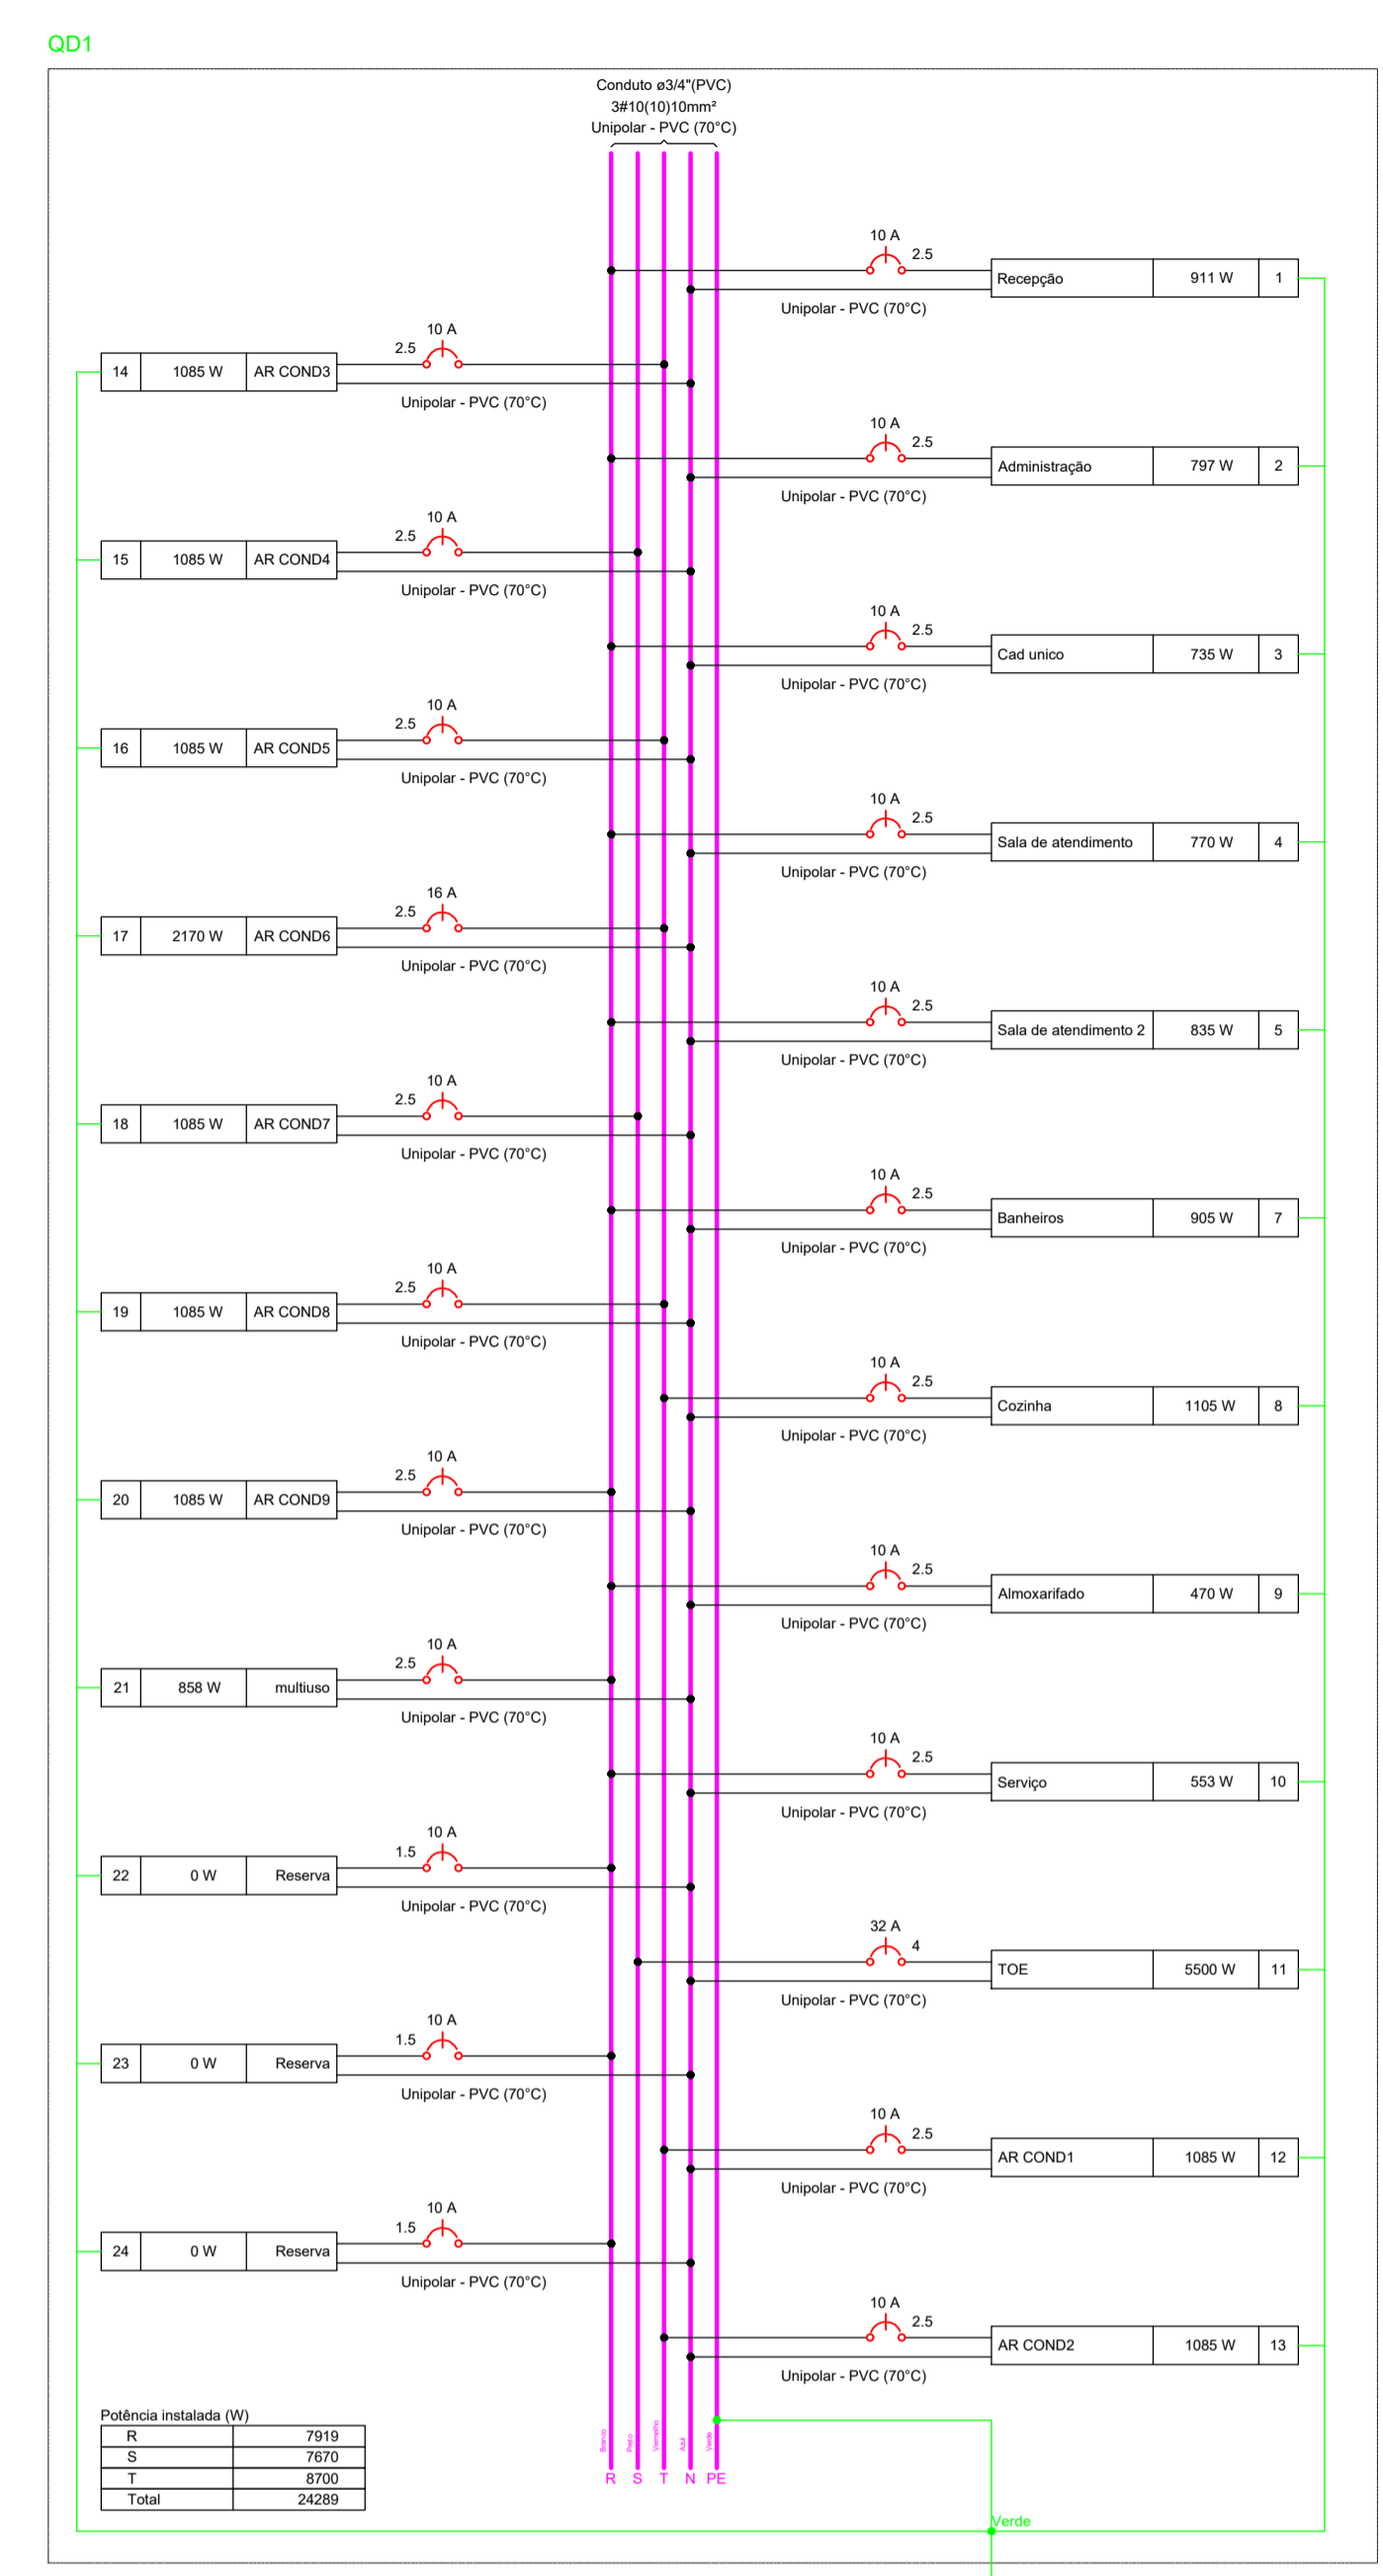 QD1
Conduto ø3/4"(PVC)
3#10(10)10mm²
Unipolar - PVC (70°C)
10 A
2.5
Recepção 911 W 1
Unipolar - PVC (70°C)
10 A
2.5
14 1085 W AR COND3
Unipolar - PVC (70°C)
10 A
2.5
Administração 797 W 2
Unipolar - PVC (70°C)
10 A
2.5
15 1085 W AR COND4
Unipolar - PVC (70°C)
10 A
2.5
Cad unico 735 W 3
Unipolar - PVC (70°C)
10 A
2.5
16 1085 W AR COND5
Unipolar - PVC (70°C)
10 A
2.5
Sala de atendimento 770 W 4
Unipolar - PVC (70°C)
16 A
2.5
17 2170 W AR COND6
Unipolar - PVC (70°C)
10 A
2.5
Sala de atendimento 2 835 W 5
Unipolar - PVC (70°C)
10 A
2.5
18 1085 W AR COND7
Unipolar - PVC (70°C)
10 A
2.5
Banheiros 905 W 7
Unipolar - PVC (70°C)
10 A
2.5
19 1085 W AR COND8
Unipolar - PVC (70°C)
10 A
2.5
Cozinha 1105 W 8
Unipolar - PVC (70°C)
10 A
2.5
20 1085 W AR COND9
Unipolar - PVC (70°C)
10 A
2.5
Almoxarifado 470 W 9
Unipolar - PVC (70°C)
10 A
2.5
21 858 W multiuso
Unipolar - PVC (70°C)
10 A
2.5
Serviço 553 W 10
Unipolar - PVC (70°C)
10 A
1.5
22 0 W Reserva
Unipolar - PVC (70°C)
32 A
4
TOE 5500 W 11
Unipolar - PVC (70°C)
10 A
1.5
23 0 W Reserva
Unipolar - PVC (70°C)
10 A
2.5
AR COND1 1085 W 12
Unipolar - PVC (70°C)
10 A
1.5
24 0 W Reserva
Unipolar - PVC (70°C)
10 A
2.5
AR COND2 1085 W 13
Unipolar - PVC (70°C)
Potência instalada (W)
R 7919
S 7670
T 8700
Total 24289
Branco
Preto
Vermelho
Azul
Verde
R S T N PE
Verde